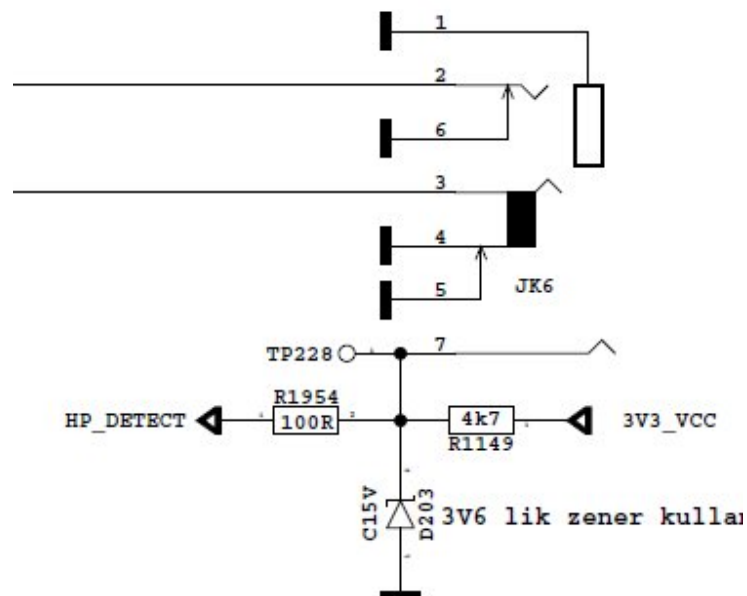 1
2
6
3
4
5
JK6
7
TP228
R1954
HP_DETECT
100R
4k7
3V3_VCC
R1149
C15V
D203
3V6 lik zener kullan